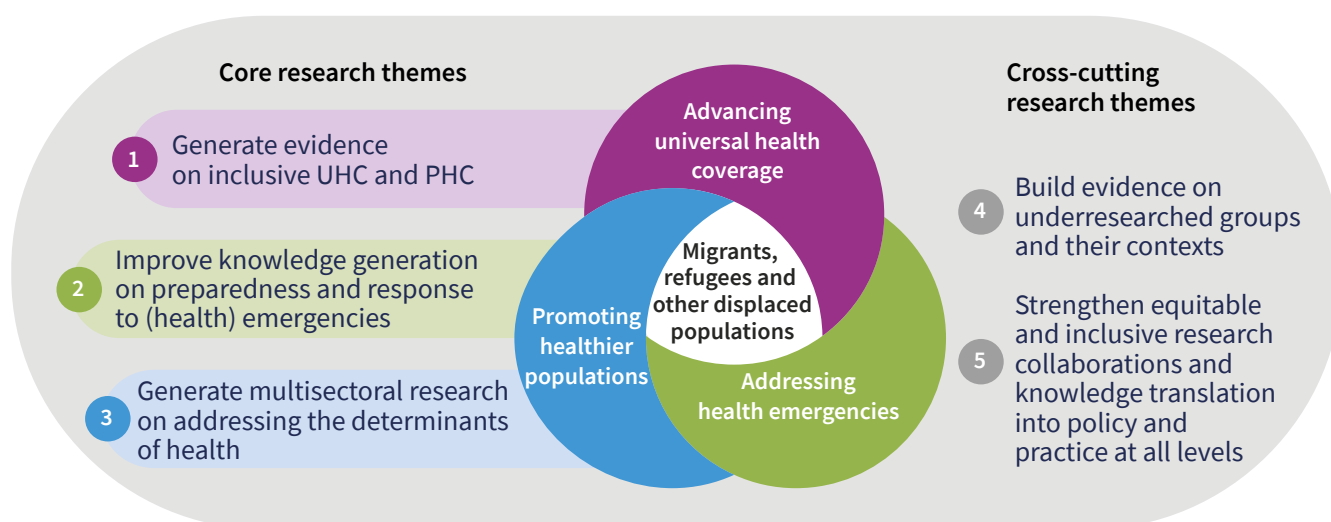 Core research themes
1
Generate evidence
on inclusive UHC and PHC
2
Improve knowledge generation
on preparedness and response
to (health) emergencies
3
Generate multisectoral research
on addressing the determinants
of health
Advancing
universal health
coverage
Migrants,
refugees and
other displaced
populations
Promoting
healthier
populations
Addressing
health emergencies
Cross-cutting
research themes
4
Build evidence on
underresearched groups
and their contexts
5
Strengthen equitable
and inclusive research
collaborations and
knowledge translation
into policy and
practice at all levels